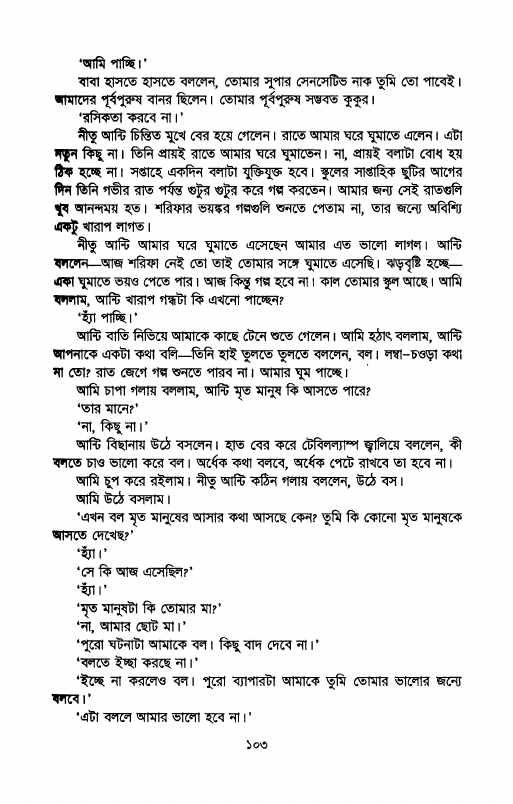 ‘আমি পাচ্ছি।’
বাবা হাসতে হাসতে বললেন, তোমার সুপার সেনসেটিভ নাক তুমি তো পাবেই।
আমাদের পূর্বপুরুষ বানর ছিলেন। তোমার পূর্বপুরুষ সম্ভবত কুকুর।
‘রসিকতা করবে না।’
নীতু আন্টি চিন্তিত মুখে বের হয়ে গেলেন। রাতে আমার ঘরে ঘুমাতে এলেন। এটা
নতুন কিছু না। তিনি প্রায়ই রাতে আমার ঘরে ঘুমাতেন। না, প্রায়ই বলাটা বোধ হয়
ঠিক হচ্ছে না। সপ্তাহে একদিন বলাটা যুক্তিযুক্ত হবে। স্কুলের সাপ্তাহিক ছুটির আগের
দিন তিনি গভীর রাত পর্যন্ত গুটুর গুটুর করে গল্প করতেন। আমার জন্য সেই রাতগুলি
খুব আনন্দময় হত। শরিফার ভয়ঙ্কর গল্পগুলি শুনতে পেতাম না, তার জন্যে অবিশ্যি
একটু খারাপ লাগত।
নীতু আন্টি আমার ঘরে ঘুমাতে এসেছেন আমার এত ভালো লাগল। আন্টি
বললেন—আজ শরিফা নেই তো তাই তোমার সঙ্গে ঘুমাতে এসেছি। ঝড়বৃষ্টি হচ্ছে—
একা ঘুমাতে ভয়ও পেতে পার। আজ কিন্তু গল্প হবে না। কাল তোমার স্কুল আছে। আমি
বললাম, আন্টি খারাপ গন্ধটা কি এখনো পাচ্ছেন?
‘হ্যাঁ পাচ্ছি।’
আন্টি বাতি নিভিয়ে আমাকে কাছে টেনে শুতে গেলেন। আমি হঠাৎ বললাম, আন্টি
আপনাকে একটা কথা বলি—তিনি হাই তুলতে তুলতে বললেন, বল। লম্বা-চওড়া কথা
না তো? রাত জেগে গল্প শুনতে পারব না। আমার ঘুম পাচ্ছে।
আমি চাপা গলায় বললাম, আন্টি মৃত মানুষ কি আসতে পারে?
‘তার মানে?’
‘না, কিছু না।’
আন্টি বিছানায় উঠে বসলেন। হাত বের করে টেবিলল্যাম্প জ্বালিয়ে বললেন, কী
বলতে চাও ভালো করে বল। অর্ধেক কথা বলবে, অর্ধেক পেটে রাখবে তা হবে না।
আমি চুপ করে রইলাম। নীতু আন্টি কঠিন গলায় বললেন, উঠে বস।
আমি উঠে বসলাম।
‘এখন বল মৃত মানুষের আসার কথা আসছে কেন? তুমি কি কোনো মৃত মানুষকে
আসতে দেখেছ?’
‘হ্যাঁ।’
‘সে কি আজ এসেছিল?’
‘হ্যাঁ।’
‘মৃত মানুষটা কি তোমার মা?’
‘না, আমার ছোট মা।’
‘পুরো ঘটনাটা আমাকে বল। কিছু বাদ দেবে না।’
‘বলতে ইচ্ছা করছে না।’
‘ইচ্ছে না করলেও বল। পুরো ব্যাপারটা আমাকে তুমি তোমার ভালোর জন্যে
বলবে।’
‘এটা বললে আমার ভালো হবে না।’
১০৩